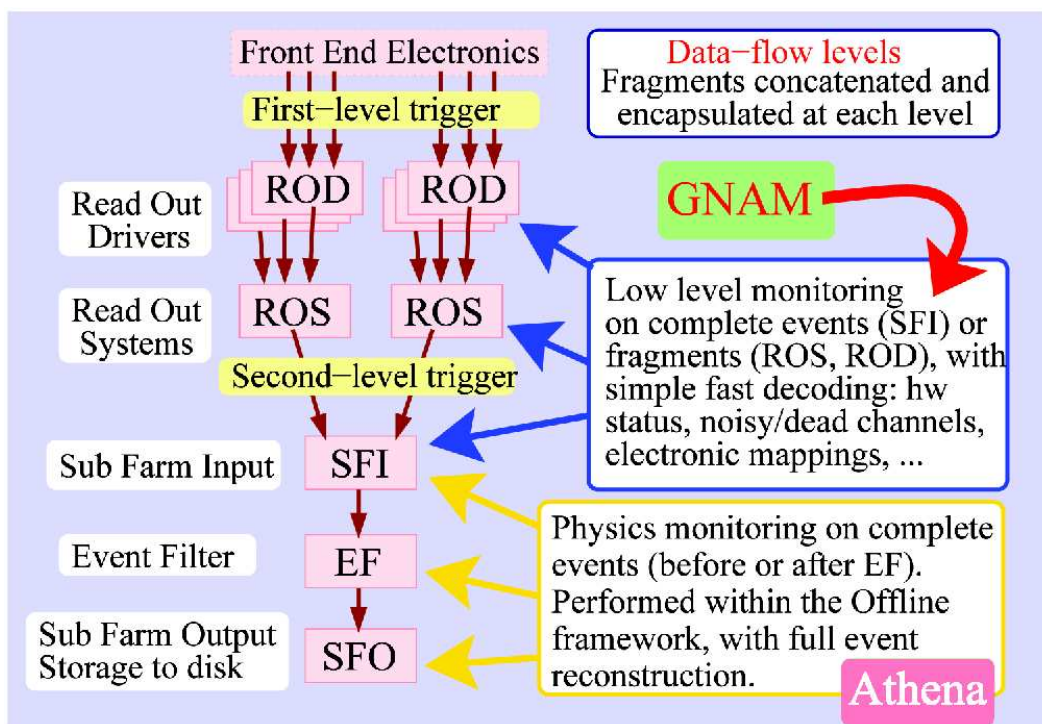 Front End Electronics
First−level trigger
Data−flow levels
Fragments concatenated and
encapsulated at each level
Read Out
Drivers
ROD
ROD
GNAM
Read Out
Systems
ROS
ROS
Low level monitoring
on complete events (SFI) or
fragments (ROS, ROD), with
simple fast decoding: hw
status, noisy/dead channels,
electronic mappings, ...
Second−level trigger
Sub Farm Input
SFI
Event Filter
EF
Physics monitoring on complete
events (before or after EF).
Performed within the Offline
framework, with full event
reconstruction.
Sub Farm Output
Storage to disk
SFO
Athena